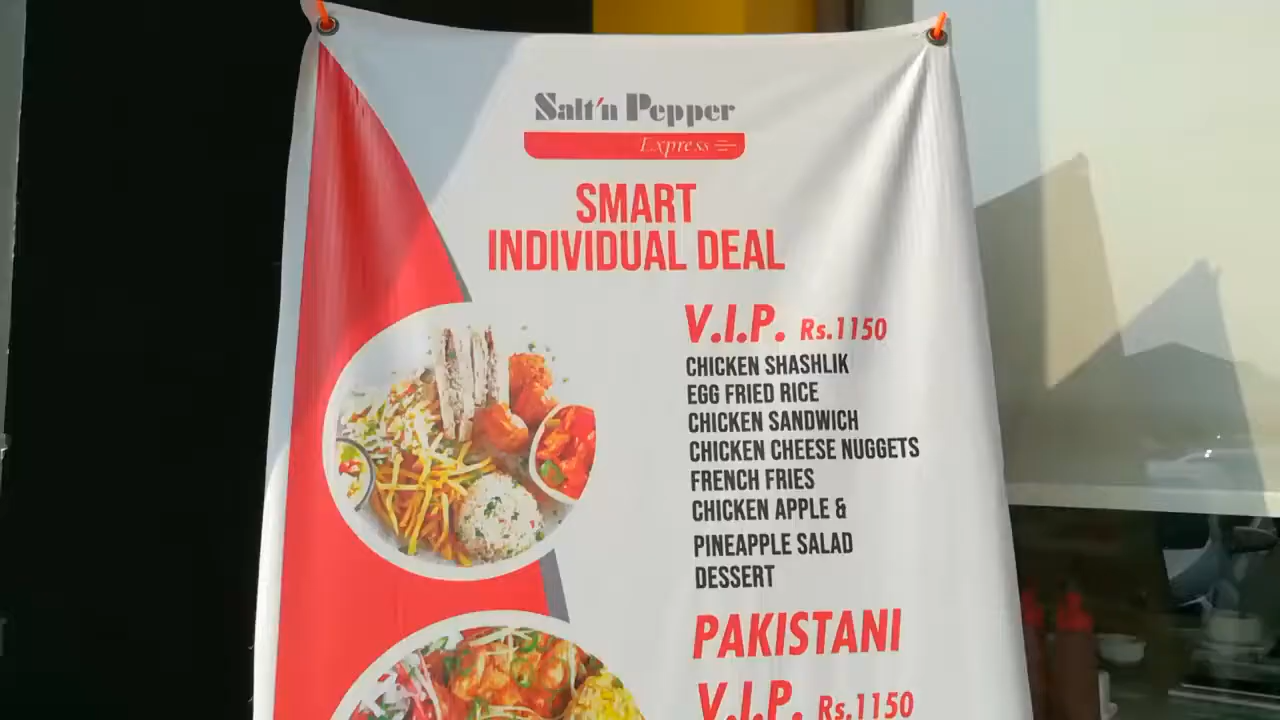 Salt'n Pepper
Express
SMART
INDIVIDUAL DEAL
V.I.P. Rs.1150
CHICKEN SHASHLIK
EGG FRIED RICE
CHICKEN SANDWICH
CHICKEN CHEESE NUGGETS
FRENCH FRIES
CHICKEN APPLE &
PINEAPPLE SALAD
DESSERT
PAKISTANI
V.I.P. Rs.1150